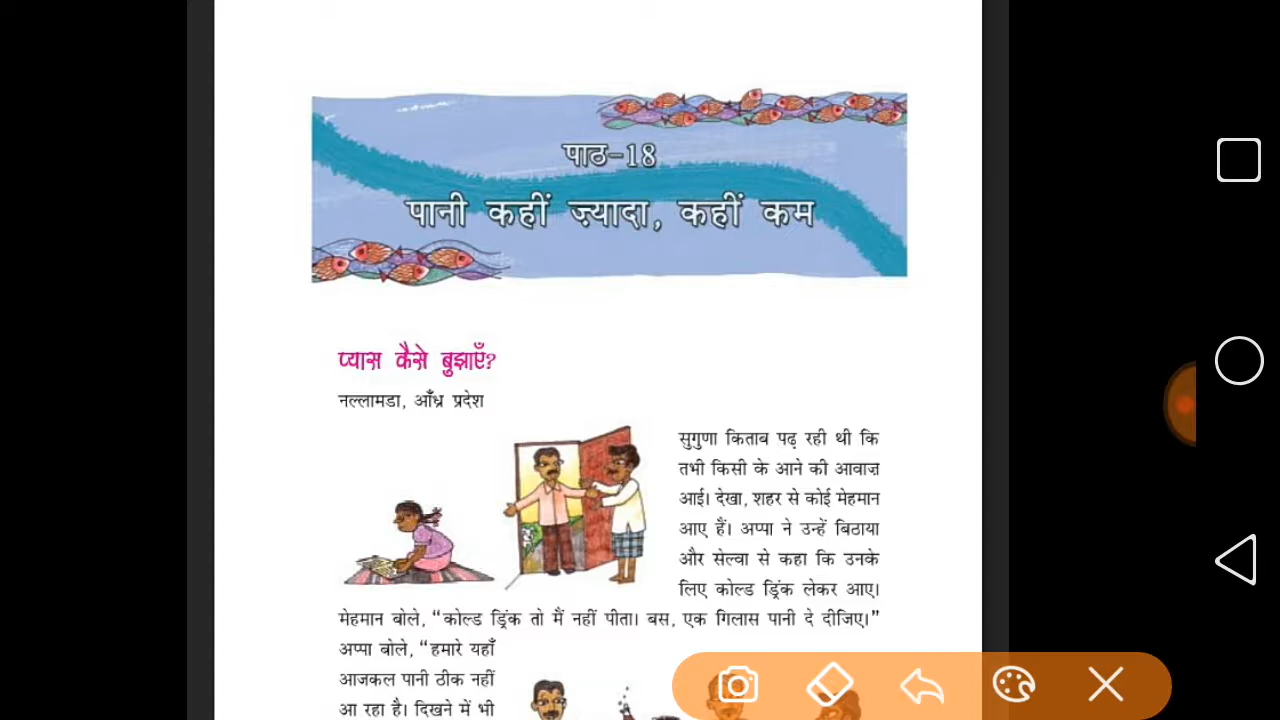 पाठ-18
पानी कहीं ज़्यादा, कहीं कम
प्यास कैसे बुझाएँ?
नल्लामडा, आँध्र प्रदेश
सुगुणा किताब पढ़ रही थी कि
तभी किसी के आने की आवाज़
आई। देखा, शहर से कोई मेहमान
आए हैं। अप्पा ने उन्हें बिठाया
और सेल्वा से कहा कि उनके
लिए कोल्ड ड्रिंक लेकर आए।
मेहमान बोले, “कोल्ड ड्रिंक तो मैं नहीं पीता। बस, एक गिलास पानी दे दीजिए।”
अप्पा बोले, “हमारे यहाँ
आजकल पानी ठीक नहीं
आ रहा है। दिखने में भी